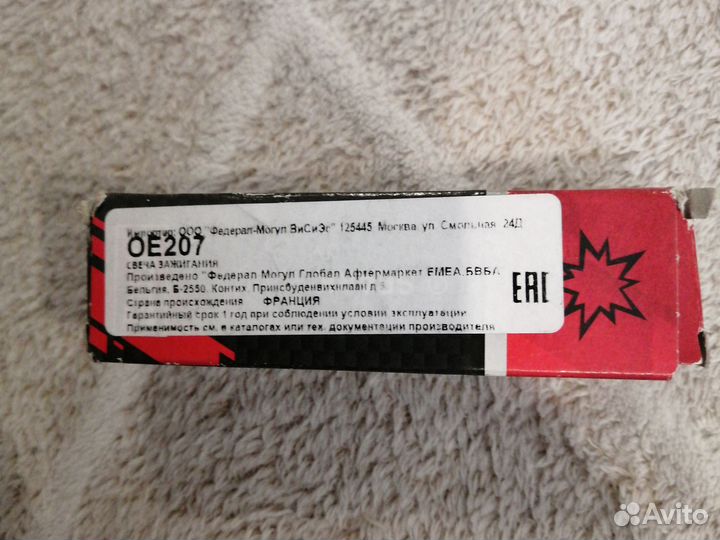 Импортер: ООО "Федерал-Могул ВиСиЭс" 125445 Москва ул. Смольная 24Д
OE207
СВЕЧА ЗАЖИГАНИЯ
Произведено "Федерал Могул Глобал Афтермаркет ЕМЕА БВБА
Бельгия, Б-2550, Контих, Принсбуденвихнлаан д.5
Страна происхождения ФРАНЦИЯ
Гарантийный срок 1 год при соблюдении условий эксплуатации
Применимость см. в каталогах или тех. документации производителя
EAC
Avito